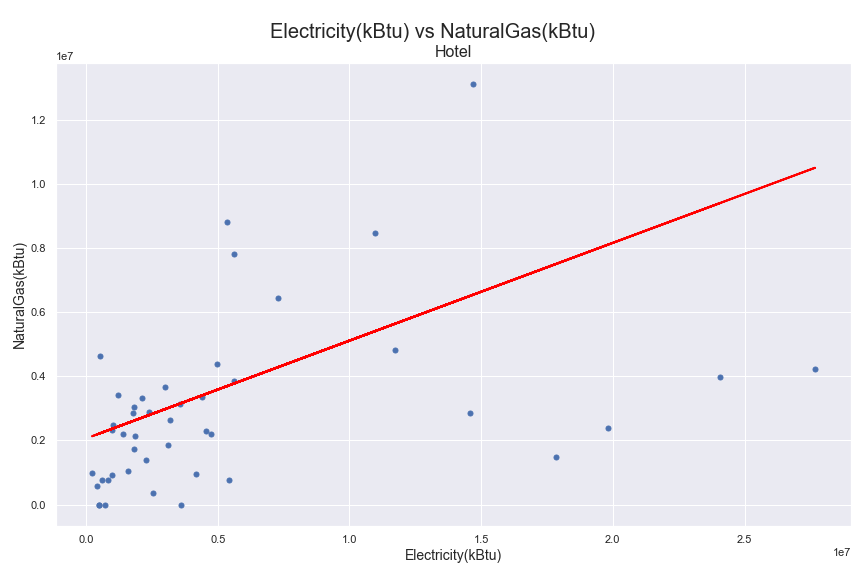 Electricity(kBtu) vs NaturalGas(kBtu)
Hotel
1e7
1.2
1.0
0.8
0.6
0.4
0.2
0.0
NaturalGas(kBtu)
0.0
0.5
1.0
1.5
2.0
2.5
1e7
Electricity(kBtu)